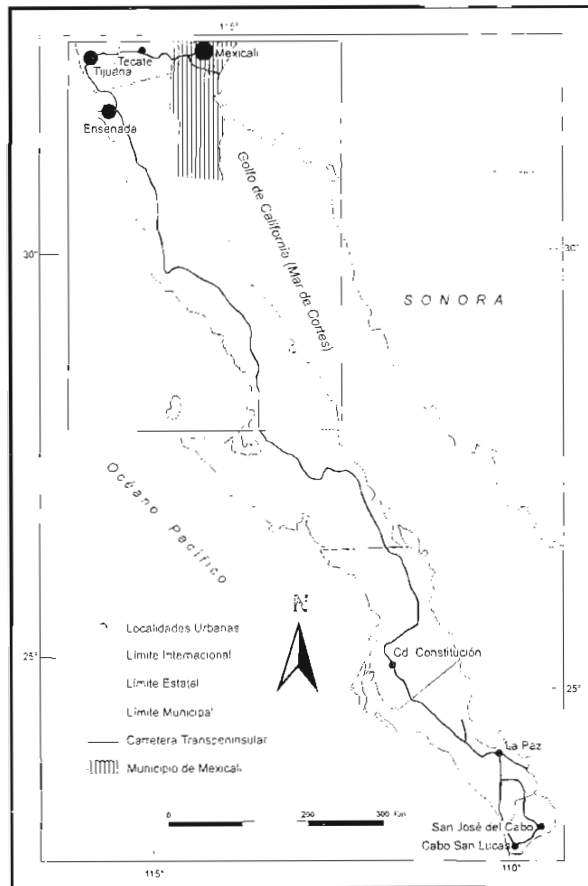 115°
Mexicali
Tecate
Tijuana
Ensenada
Golfo de California (Mar de Cortes)
30°
30°
SONORA
Océano Pacífico
N
Localidades Urbanas
Límite Internacional
Límite Estatal
Límite Municipal
Carretera Transpeninsular
Municipio de Mexicali
25°
25°
Cd Constitución
La Paz
San José del Cabo
Cabo San Lucas
0 100 200 300 Km
115°
110°